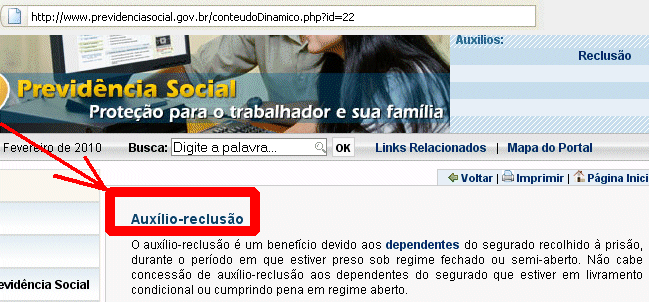 http://www.previdenciasocial.gov.br/conteudoDinamico.php?id=22
Auxílios:
Reclusão
Previdência Social
Proteção para o trabalhador e sua família
Fevereiro de 2010 Busca: Digite a palavra... OK Links Relacionados | Mapa do Portal
Voltar | Imprimir | Página Inici
Auxílio-reclusão
O auxílio-reclusão é um benefício devido aos dependentes do segurado recolhido à prisão,
durante o período em que estiver preso sob regime fechado ou semi-aberto. Não cabe
concessão de auxílio-reclusão aos dependentes do segurado que estiver em livramento
condicional ou cumprindo pena em regime aberto.
evidência Social